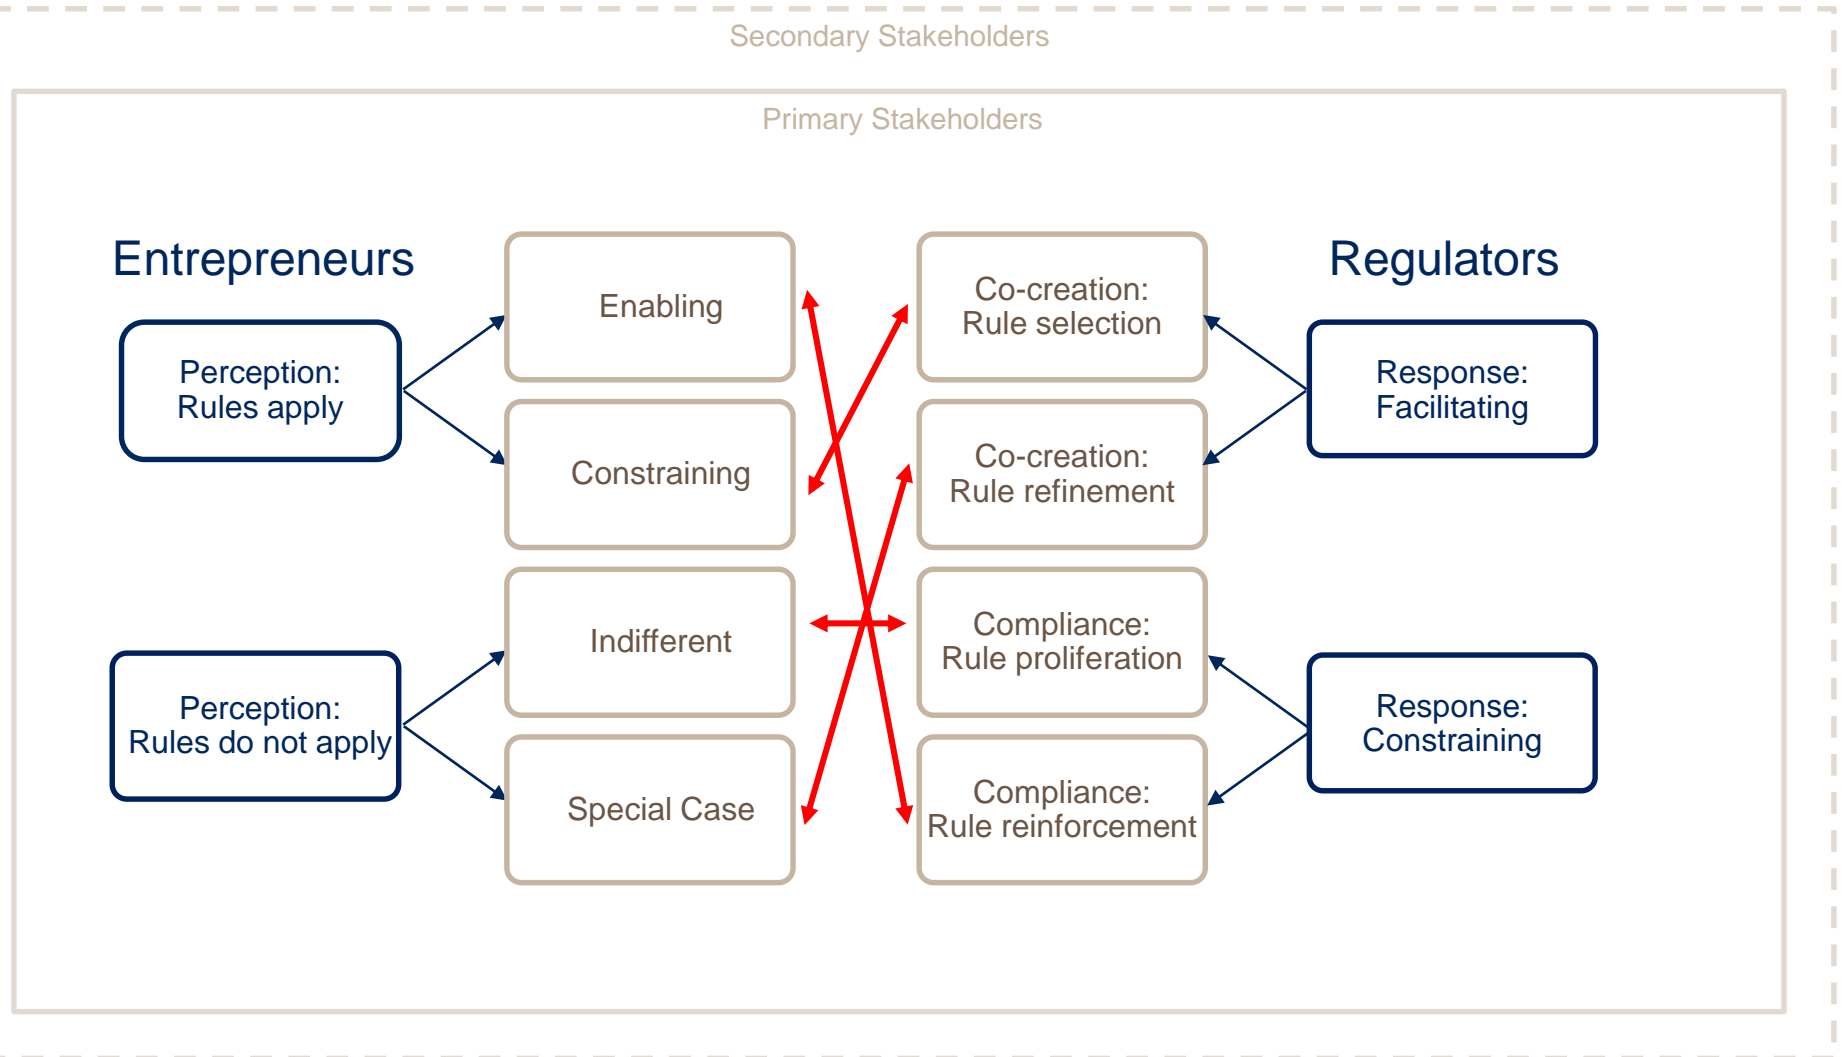 Secondary Stakeholders
Primary Stakeholders
Entrepreneurs
Perception:
Rules apply
Perception:
Rules do not apply
Enabling
Constraining
Indifferent
Special Case
Co-creation:
Rule selection
Co-creation:
Rule refinement
Compliance:
Rule proliferation
Compliance:
Rule reinforcement
Regulators
Response:
Facilitating
Response:
Constraining